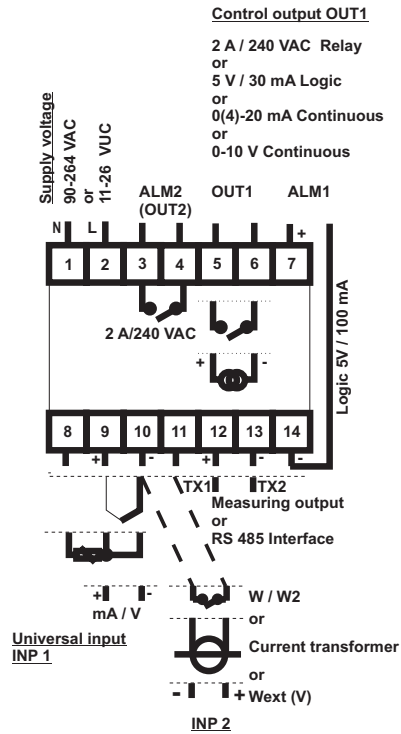 Control output OUT1
2 A / 240 VAC Relay
or
5 V / 30 mA Logic
or
0(4)-20 mA Continuous
or
0-10 V Continuous
Supply voltage
90-264 VAC
or
11-26 VUC
ALM2
(OUT2)
OUT1
ALM1
N
L
+
1
2
3
4
5
6
7
2 A/240 VAC
+
-
Logic 5V / 100 mA
8
9
10
11
12
13
14
+
-
+
-
-
TX1
TX2
Measuring output
or
RS 485 Interface
+
-
mA / V
W / W2
or
Current transformer
or
-
+ Wext (V)
Universal input
INP 1
INP 2